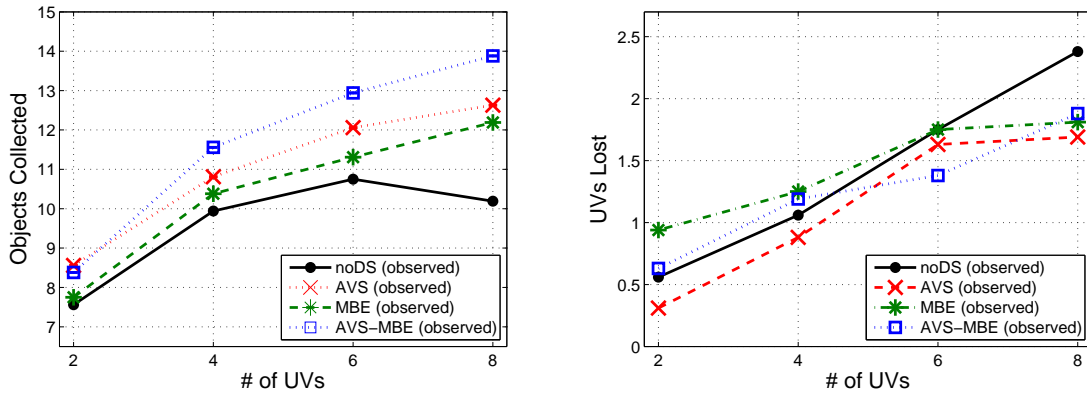 15
14
13
12
11
10
9
8
7
Objects Collected
2
4
6
8
# of UVs
noDS (observed)
AVS (observed)
MBE (observed)
AVS−MBE (observed)
2.5
2
1.5
1
0.5
0
UVs Lost
2
4
6
8
# of UVs
noDS (observed)
AVS (observed)
MBE (observed)
AVS−MBE (observed)